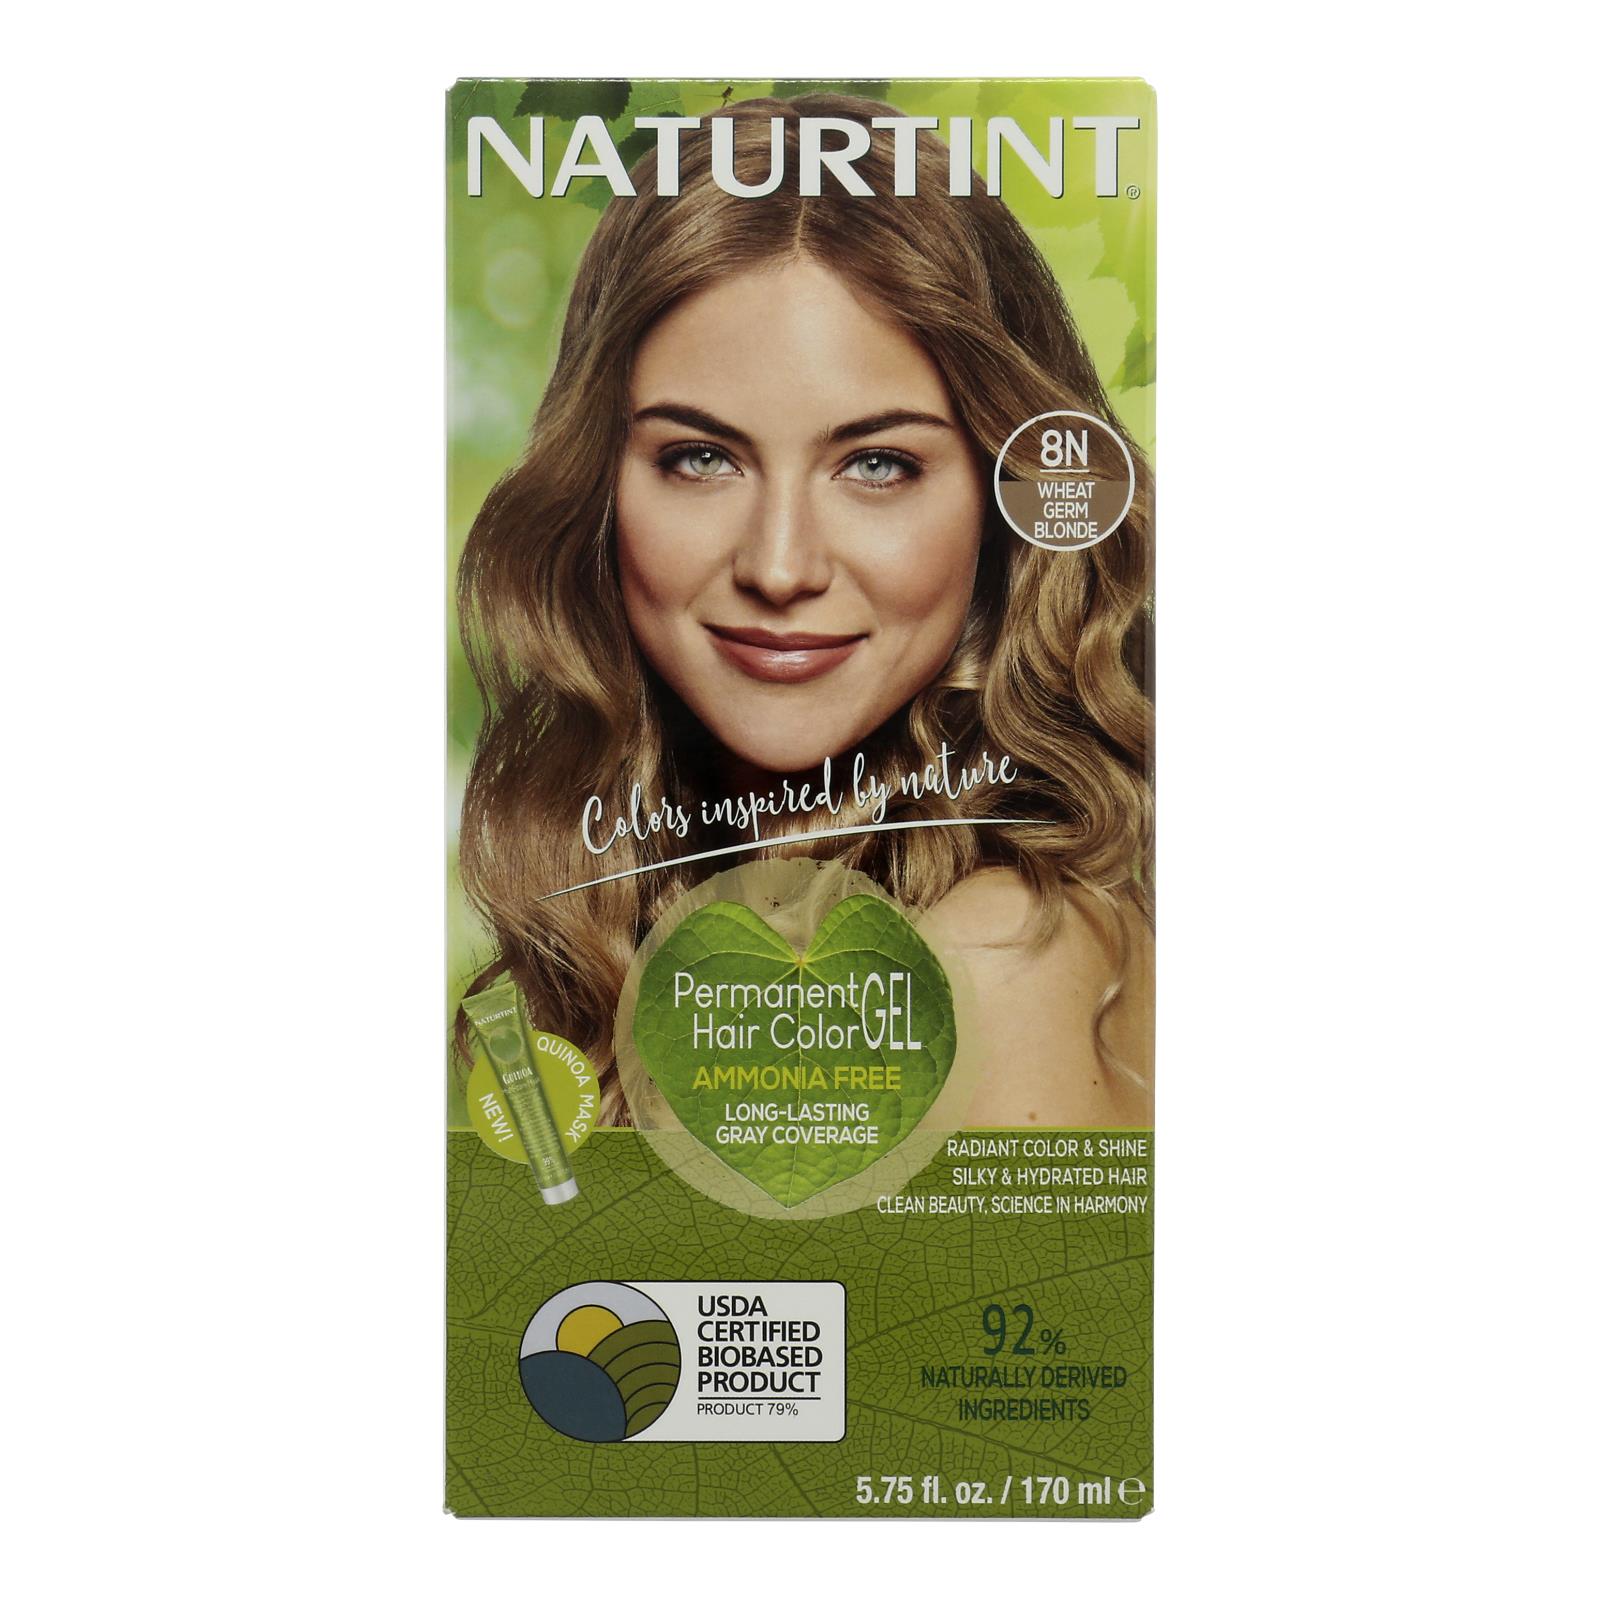 NATURTINT®
8N
WHEAT
GERM
BLONDE
Colors inspired by nature
Permanent
Hair Color GEL
AMMONIA FREE
LONG-LASTING
GRAY COVERAGE
NATURTINT
QUINOA
QUINOA MASK
NEW!
RADIANT COLOR & SHINE
SILKY & HYDRATED HAIR
CLEAN BEAUTY, SCIENCE IN HARMONY
USDA
CERTIFIED
BIOBASED
PRODUCT
PRODUCT 79%
92%
NATURALLY DERIVED
INGREDIENTS
5.75 fl. oz. / 170 ml ℮